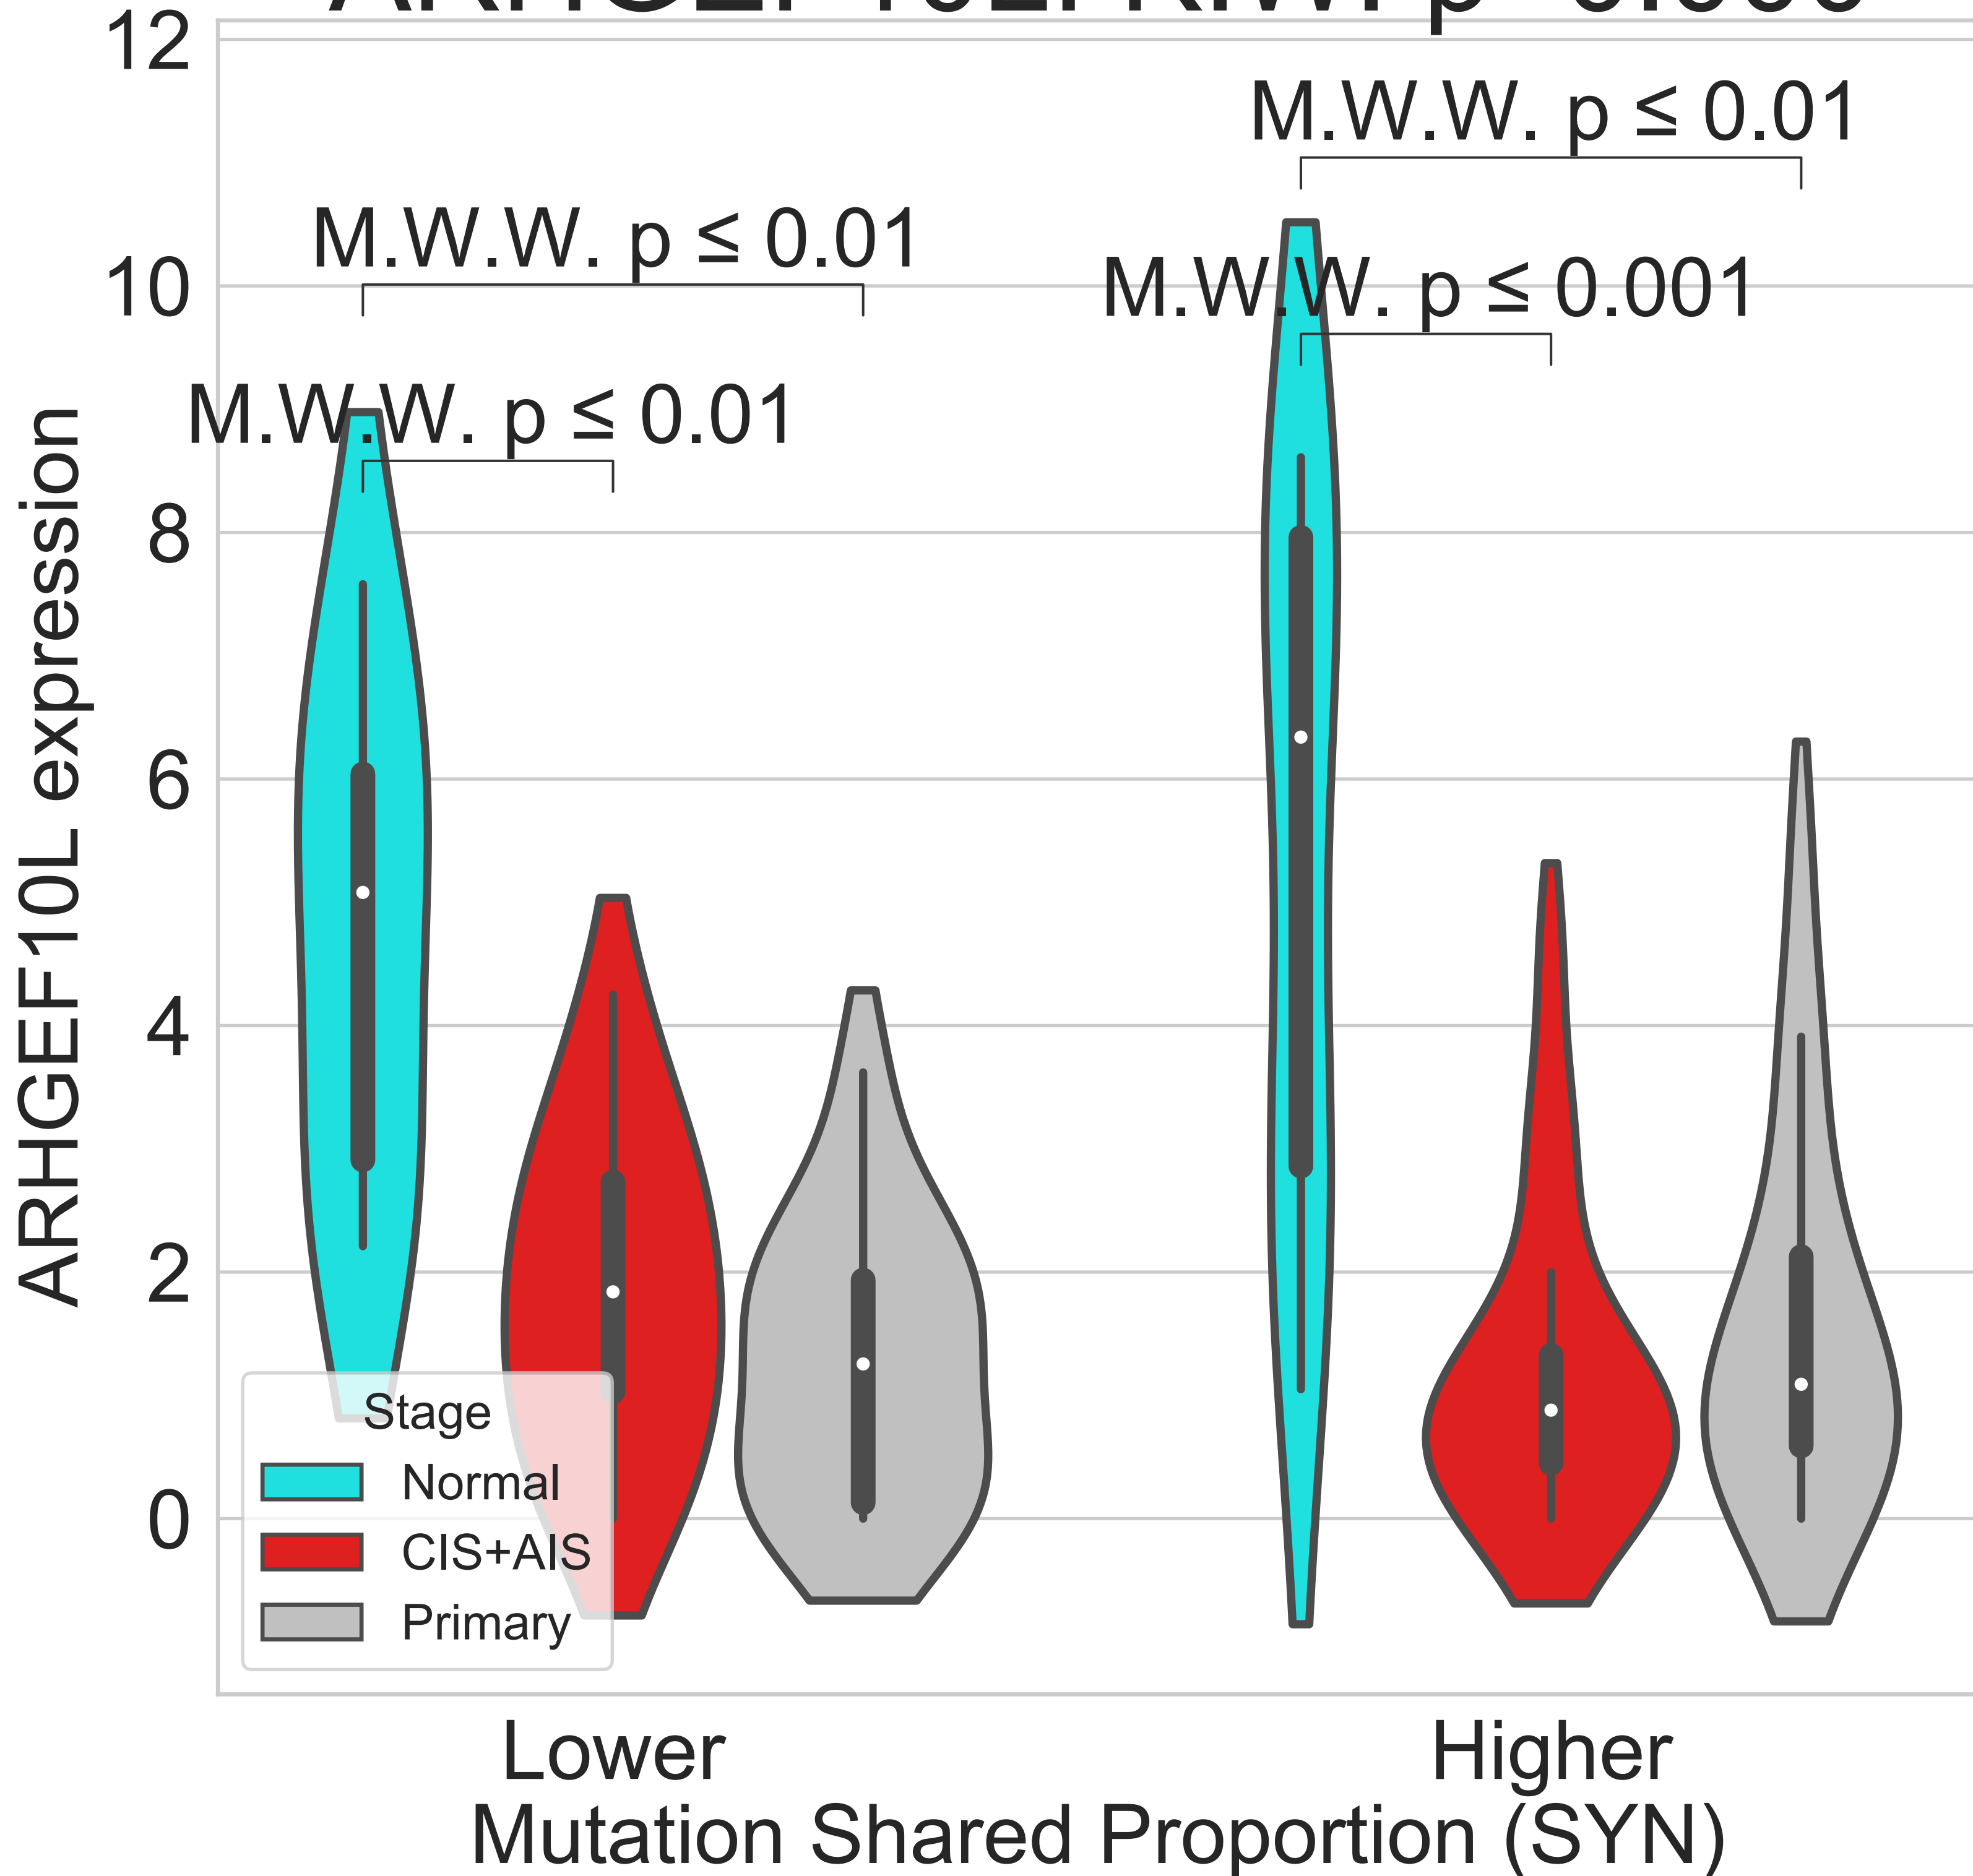 12
M.W.W. p ≤ 0.01
M.W.W. p ≤ 0.01
10
M.W.W. p ≤ 0.001
M.W.W. p ≤ 0.01
8
6
4
2
0
ARHGEF10L expression
Stage
Normal
CIS+AIS
Primary
Lower
Higher
Mutation Shared Proportion (SYN)